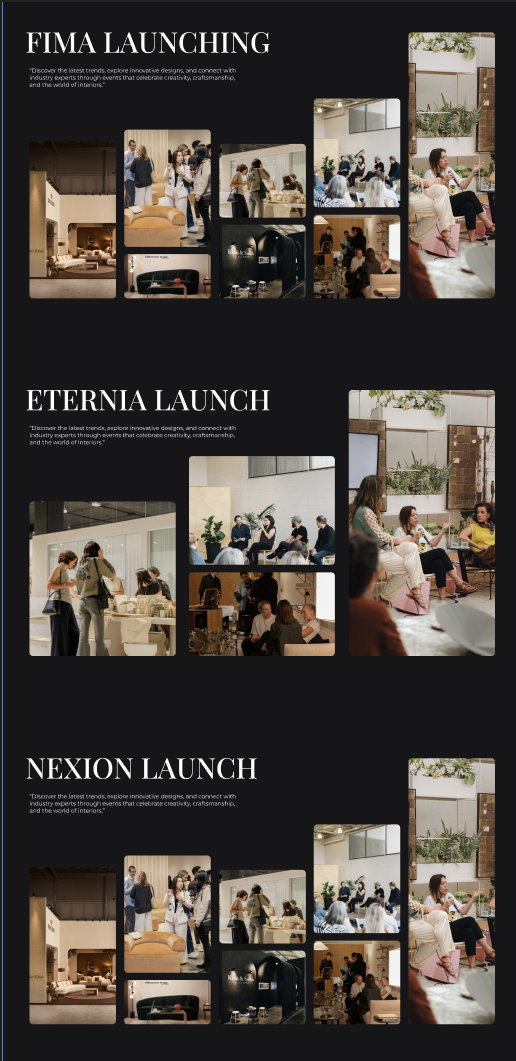 FIMA LAUNCHING
"Discover the latest trends, explore innovative designs, and connect with
industry experts through events that celebrate creativity, craftsmanship,
and the world of interiors."
ETERNIA LAUNCH
"Discover the latest trends, explore innovative designs, and connect with
industry experts through events that celebrate creativity, craftsmanship,
and the world of interiors."
NEXION LAUNCH
"Discover the latest trends, explore innovative designs, and connect with
industry experts through events that celebrate creativity, craftsmanship,
and the world of interiors."